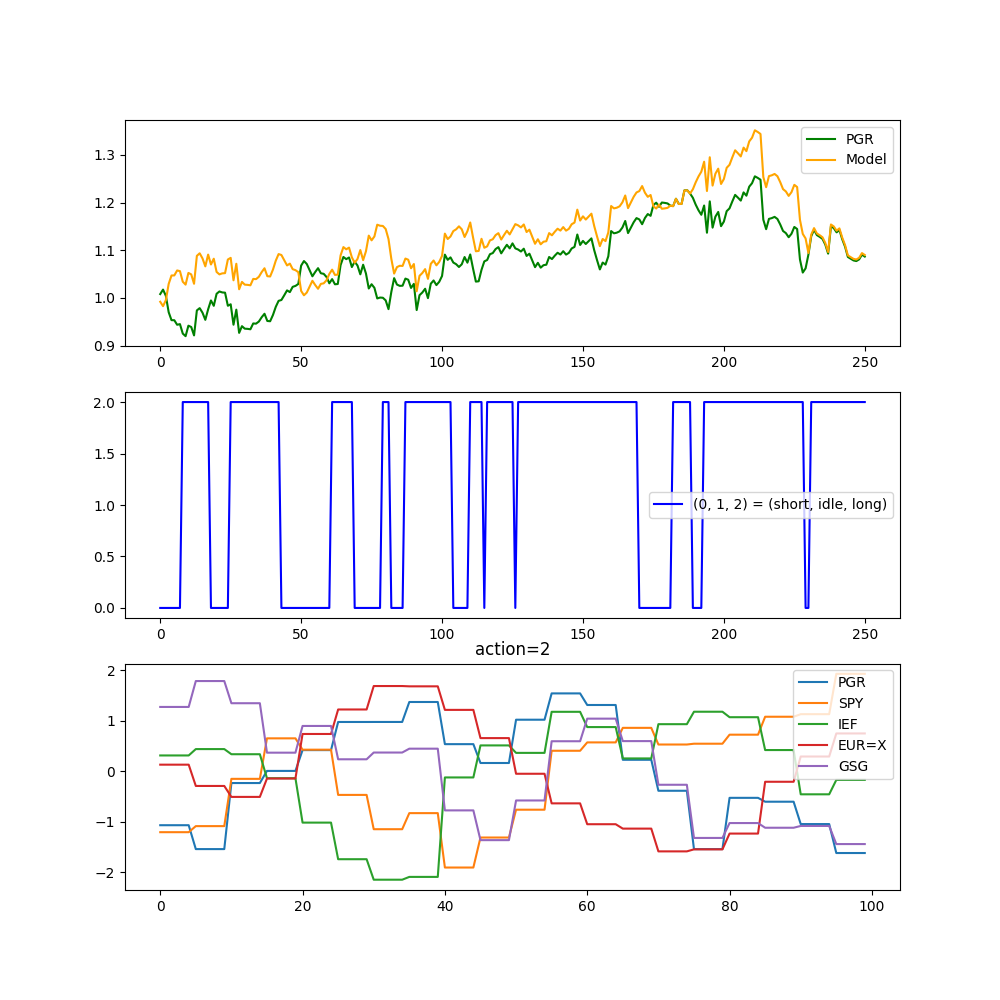 1.3
1.2
1.1
1.0
0.9
0 50 100 150 200 250
PGR
Model
2.0
1.5
1.0
0.5
0.0
0 50 100 150 200 250
(0, 1, 2) = (short, idle, long)
action=2
2
1
0
−1
−2
0 20 40 60 80 100
PGR
SPY
IEF
EUR=X
GSG